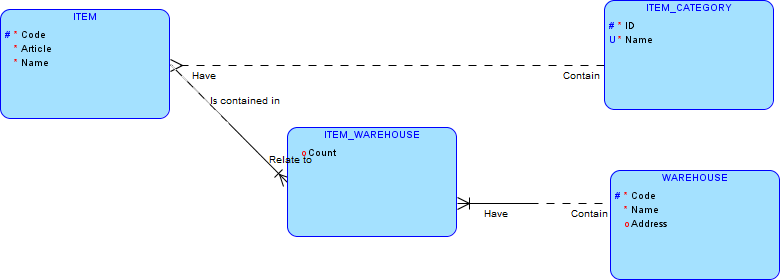 ITEM
# * Code
* Article
* Name
ITEM_CATEGORY
# * ID
U * Name
Have
Contain
Is contained in
ITEM_WAREHOUSE
o Count
Relate to
WAREHOUSE
# * Code
* Name
o Address
Have
Contain